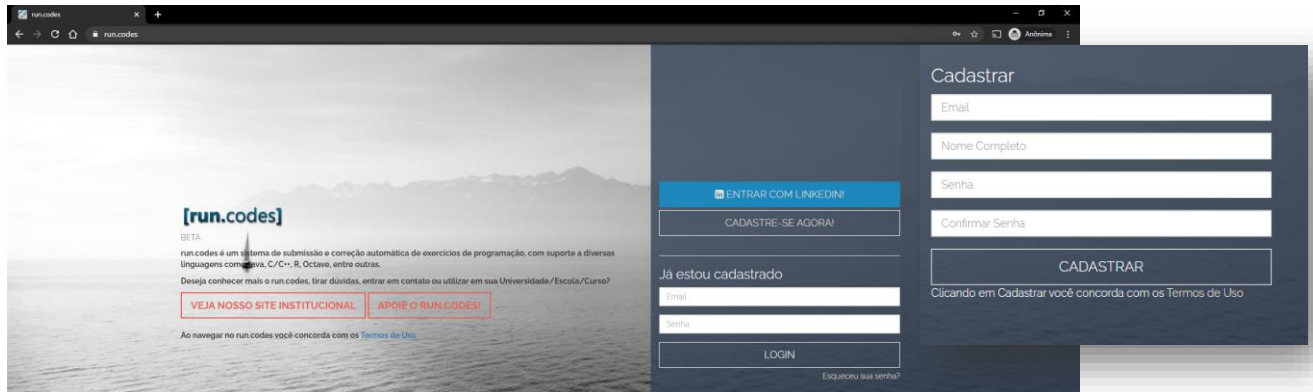 run.codes
run.codes
Anônima
[run.codes]
BETA
run.codes é um sistema de submissão e correção automática de exercícios de programação, com suporte a diversas
linguagens como Java, C/C++, R, Octave, entre outras.
Deseja conhecer mais o run.codes, tirar dúvidas, entrar em contato ou utilizar em sua Universidade/Escola/Curso?
VEJA NOSSO SITE INSTITUCIONAL
APOIE O RUN.CODES!
Ao navegar no run.codes você concorda com os Termos de Uso
in ENTRAR COM LINKEDIN!
CADASTRE-SE AGORA!
Já estou cadastrado
Email
Senha
LOGIN
Esqueceu sua senha?
Cadastrar
Email
Nome Completo
Senha
Confirmar Senha
CADASTRAR
Clicando em Cadastrar você concorda com os Termos de Uso